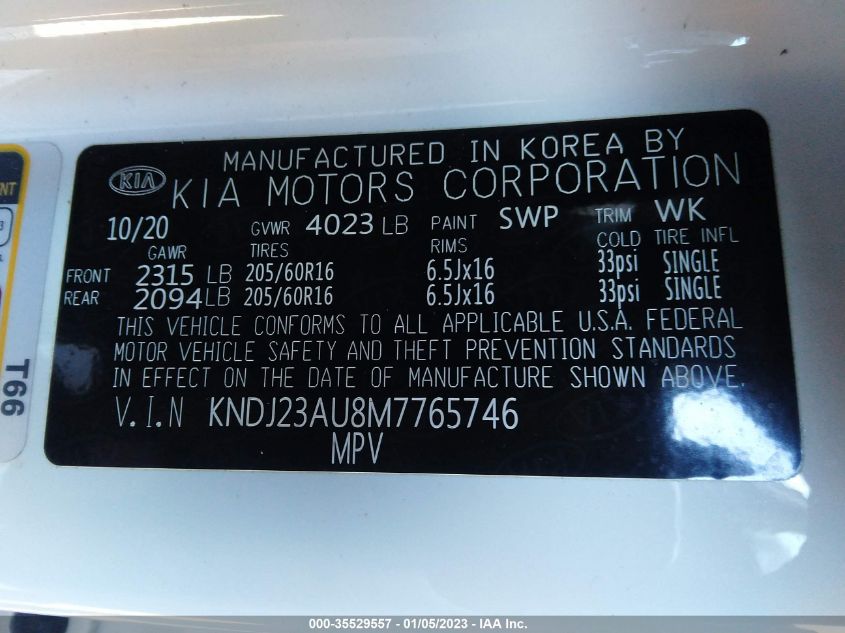 MANUFACTURED IN KOREA BY
KIA KIA MOTORS CORPORATION
10/20 GVWR 4023 LB PAINT SWP TRIM WK
GAWR TIRES RIMS COLD TIRE INFL
FRONT 2315 LB 205/60R16 6.5Jx16 33psi SINGLE
REAR 2094 LB 205/60R16 6.5Jx16 33psi SINGLE
THIS VEHICLE CONFORMS TO ALL APPLICABLE U.S.A. FEDERAL
MOTOR VEHICLE SAFETY AND THEFT PREVENTION STANDARDS
IN EFFECT ON THE DATE OF MANUFACTURE SHOWN ABOVE.
V.I.N KNDJ23AU8M7765746
MPV
T66
000-35529557 - 01/05/2023 - IAA Inc.